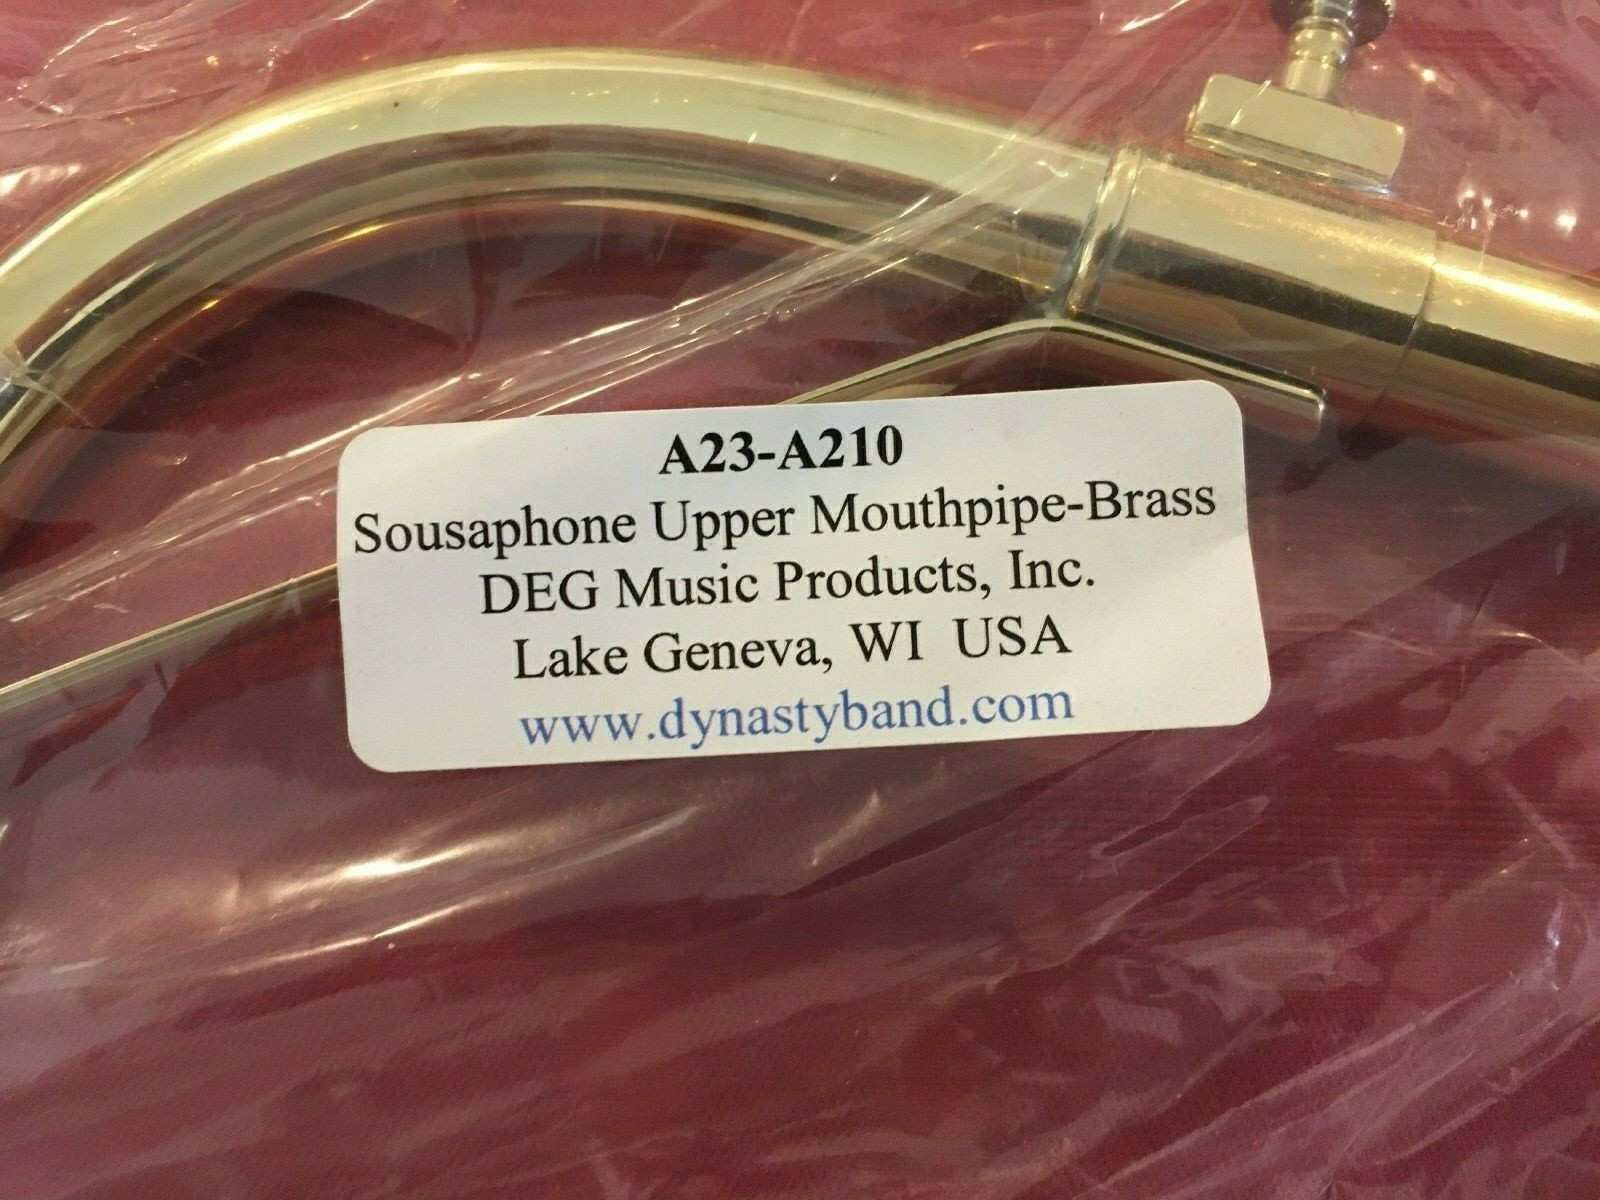 A23-A210
Sousaphone Upper Mouthpipe-Brass
DEG Music Products, Inc.
Lake Geneva, WI  USA
www.dynastyband.com